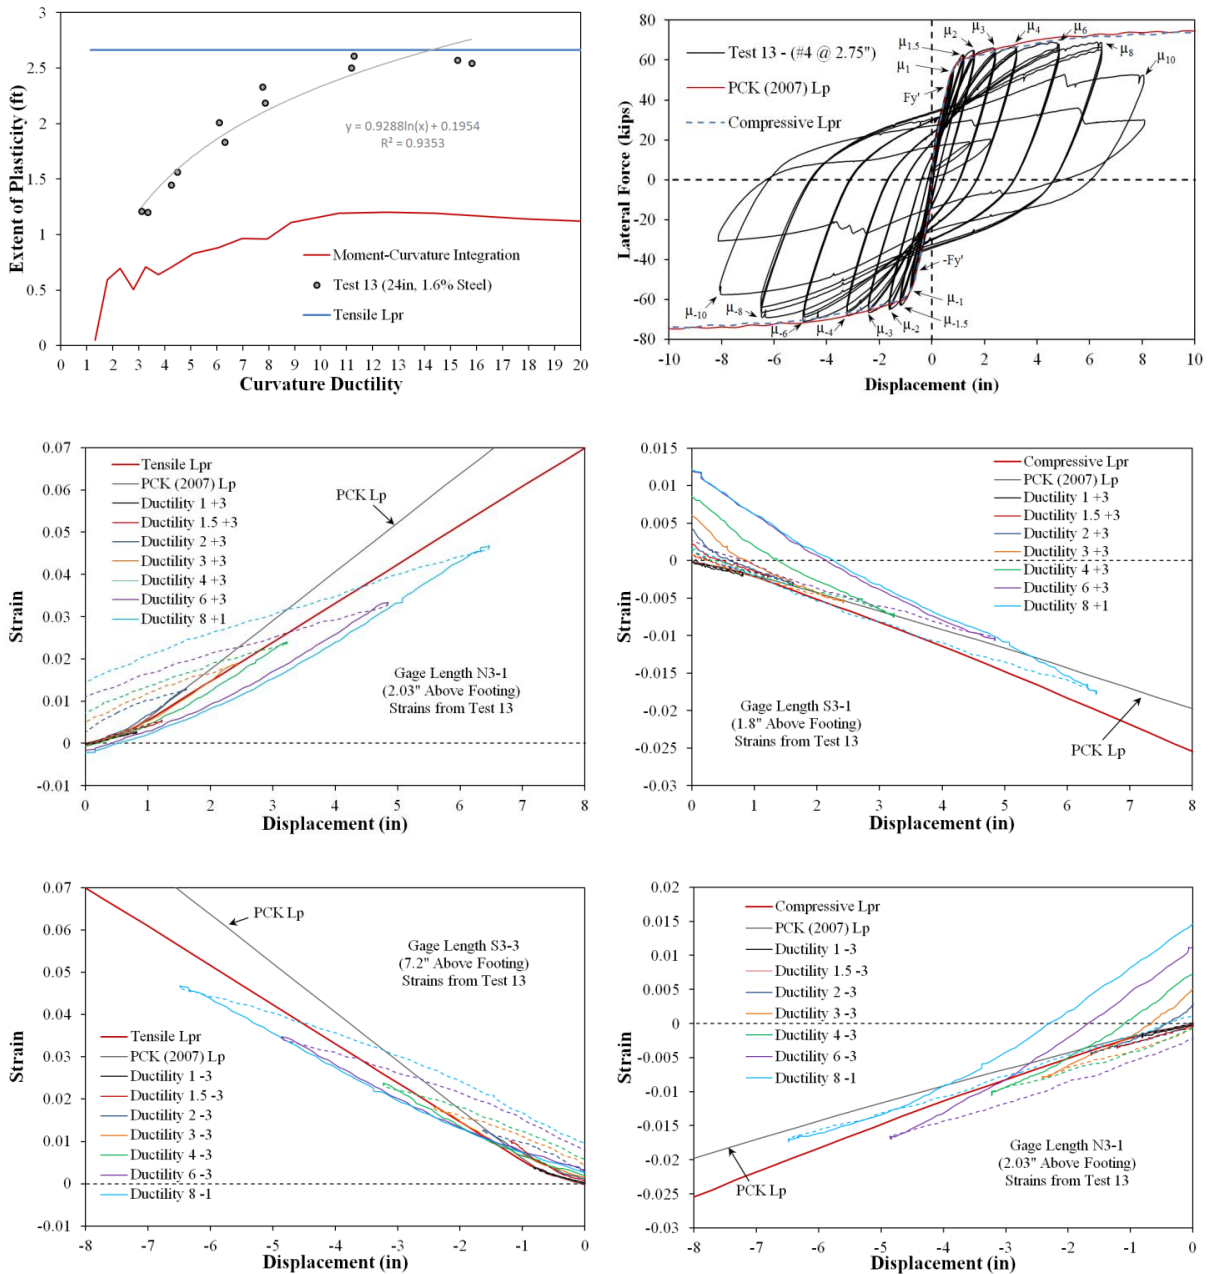 3
2.5
2
1.5
1
0.5
0
Extent of Plasticity (ft)
y = 0.9288ln(x) + 0.1954
R² = 0.9353
Moment-Curvature Integration
Test 13 (24in, 1.6% Steel)
Tensile Lpr
0 1 2 3 4 5 6 7 8 9 10 11 12 13 14 15 16 17 18 19 20
Curvature Ductility
80
60
40
20
0
-20
-40
-60
-80
Lateral Force (kips)
Test 13 - (#4 @ 2.75")
PCK (2007) Lp
Compressive Lpr
μ1.5
μ2
μ3
μ4
μ6
μ8
μ10
μ1
Fy'
-Fy'
μ-1
μ-1.5
μ-2
μ-3
μ-4
μ-6
μ-8
μ-10
-10 -8 -6 -4 -2 0 2 4 6 8 10
Displacement (in)
0.07
0.06
0.05
0.04
0.03
0.02
0.01
0
-0.01
Strain
Tensile Lpr
PCK (2007) Lp
Ductility 1 +3
Ductility 1.5 +3
Ductility 2 +3
Ductility 3 +3
Ductility 4 +3
Ductility 6 +3
Ductility 8 +1
PCK Lp
Gage Length N3-1
(2.03" Above Footing)
Strains from Test 13
0 1 2 3 4 5 6 7 8
Displacement (in)
0.015
0.01
0.005
0
-0.005
-0.01
-0.015
-0.02
-0.025
-0.03
Strain
Compressive Lpr
PCK (2007) Lp
Ductility 1 +3
Ductility 1.5 +3
Ductility 2 +3
Ductility 3 +3
Ductility 4 +3
Ductility 6 +3
Ductility 8 +1
Gage Length S3-1
(1.8" Above Footing)
Strains from Test 13
PCK Lp
0 1 2 3 4 5 6 7 8
Displacement (in)
0.07
0.06
0.05
0.04
0.03
0.02
0.01
0
-0.01
Strain
PCK Lp
Gage Length S3-3
(7.2" Above Footing)
Strains from Test 13
Tensile Lpr
PCK (2007) Lp
Ductility 1 -3
Ductility 1.5 -3
Ductility 2 -3
Ductility 3 -3
Ductility 4 -3
Ductility 6 -3
Ductility 8 -1
-8 -7 -6 -5 -4 -3 -2 -1 0
Displacement (in)
0.02
0.015
0.01
0.005
0
-0.005
-0.01
-0.015
-0.02
-0.025
-0.03
Strain
Compressive Lpr
PCK (2007) Lp
Ductility 1 -3
Ductility 1.5 -3
Ductility 2 -3
Ductility 3 -3
Ductility 4 -3
Ductility 6 -3
Ductility 8 -1
PCK Lp
Gage Length N3-1
(2.03" Above Footing)
Strains from Test 13
-8 -7 -6 -5 -4 -3 -2 -1 0
Displacement (in)